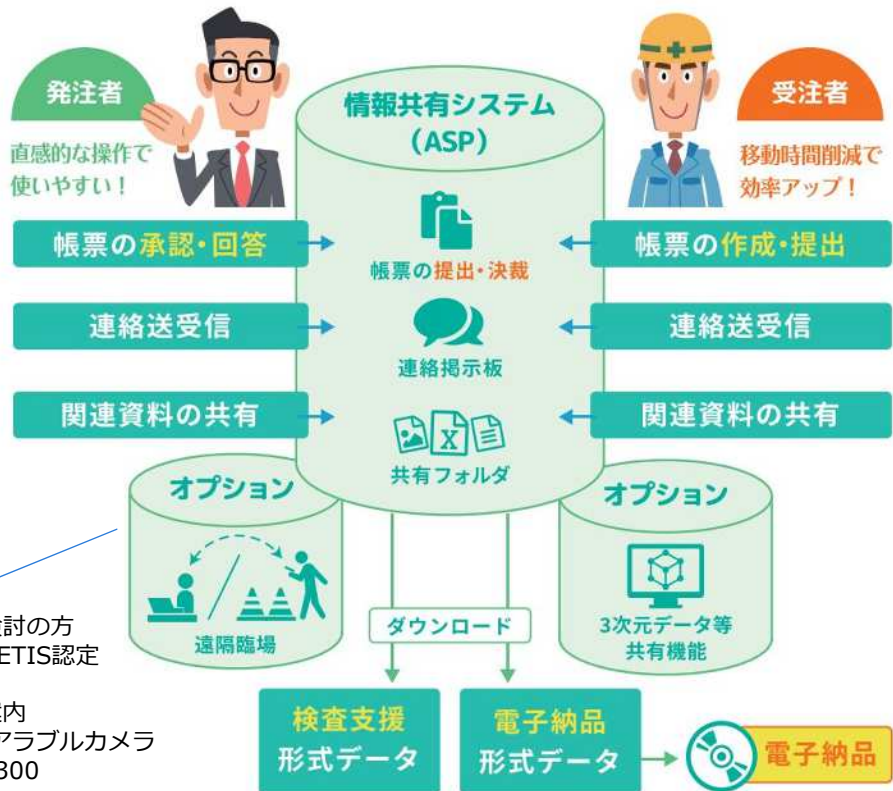 発注者
直感的な操作で
使いやすい!
情報共有システム
(ASP)
受注者
移動時間削減で
効率アップ!
帳票の承認・回答
連絡送受信
関連資料の共有
帳票の提出・決裁
連絡掲示板
共有フォルダ
帳票の作成・提出
連絡送受信
関連資料の共有
オプション
遠隔臨場
オプション
3次元データ等
共有機能
ダウンロード
討の方
ETIS認定
内
アラブルカメラ
300
検査支援
形式データ
電子納品
形式データ
電子納品